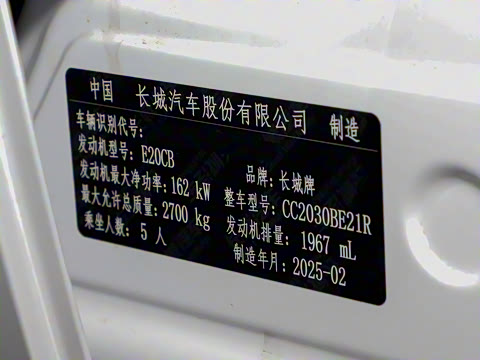 中国 长城汽车股份有限公司 制造
车辆识别代号:
发动机型号: E20CB 品牌: 长城牌
发动机最大净功率: 162 kW 整车型号: CC2030BE21R
最大允许总质量: 2700 kg 发动机排量: 1967 mL
乘坐人数: 5 人 制造年月: 2025-02